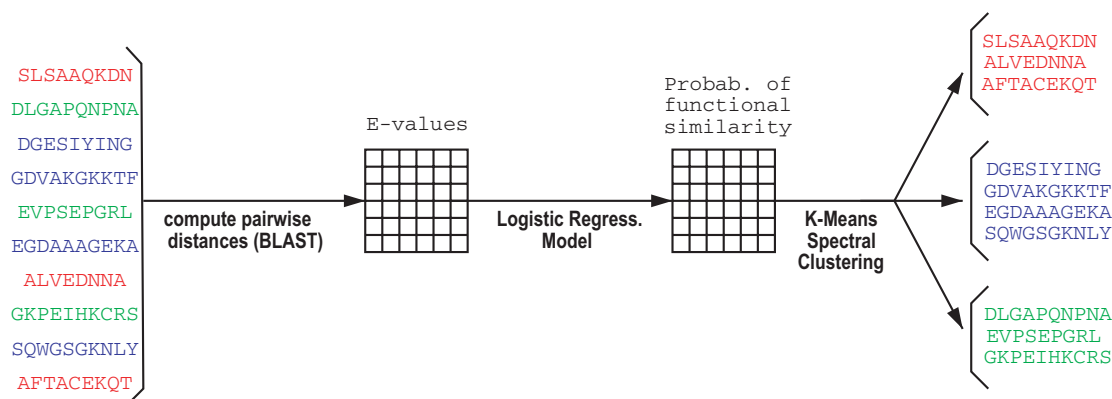 SLSAAQKDN
DLGAPQNPNA
DGESIYING
GDVAKGKKTF
EVPSEPGRL
EGDAAAGEKA
ALVEDNNA
GKPEIHKCRS
SQWGSGKNLY
AFTACEKQT
compute pairwise
distances (BLAST)
E-values
Logistic Regress.
Model
Probab. of
functional
similarity
K-Means
Spectral
Clustering
SLSAAQKDN
ALVEDNNA
AFTACEKQT
DGESIYING
GDVAKGKKTF
EGDAAAGEKA
SQWGSGKNLY
DLGAPQNPNA
EVPSEPGRL
GKPEIHKCRS